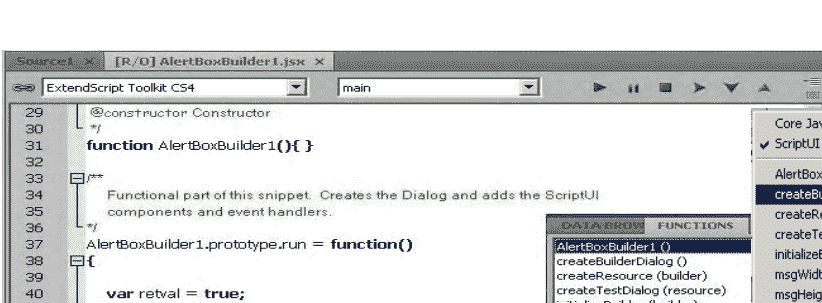 Source1 ×
[R/O] AlertBoxBuilder1.jsx ×
ExtendScript Toolkit CS4
main
29 @constructor Constructor
30 */
31 function AlertBoxBuilder1(){ }
32
33 /**
34 Functional part of this snippet. Creates the Dialog and adds the ScriptUI
35 components and event handlers.
36 */
37 AlertBoxBuilder1.prototype.run = function()
38 {
39
40 var retval = true;
DATA BROW
FUNCTIONS
AlertBoxBuilder1 ()
createBuilderDialog ()
createResource (builder)
createTestDialog (resource)
Core Jav
✓ ScriptUI
AlertBox
createBu
createRe
createTe
initializeB
msgWidt
msgHeig